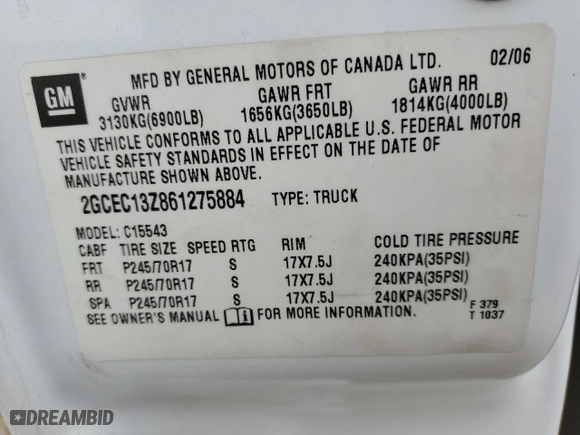 GM
MFD BY GENERAL MOTORS OF CANADA LTD. 02/06
GVWR GAWR FRT GAWR RR
3130KG(6900LB) 1656KG(3650LB) 1814KG(4000LB)
THIS VEHICLE CONFORMS TO ALL APPLICABLE U.S. FEDERAL MOTOR
VEHICLE SAFETY STANDARDS IN EFFECT ON THE DATE OF
MANUFACTURE SHOWN ABOVE.
2GCEC13Z861275884 TYPE: TRUCK
MODEL: C15543
CABF TIRE SIZE SPEED RTG RIM COLD TIRE PRESSURE
FRT P245/70R17 S 17X7.5J 240KPA(35PSI)
RR P245/70R17 S 17X7.5J 240KPA(35PSI)
SPA P245/70R17 S 17X7.5J 240KPA(35PSI)
SEE OWNER'S MANUAL FOR MORE INFORMATION.
F 379
T 1037
DREAMBID